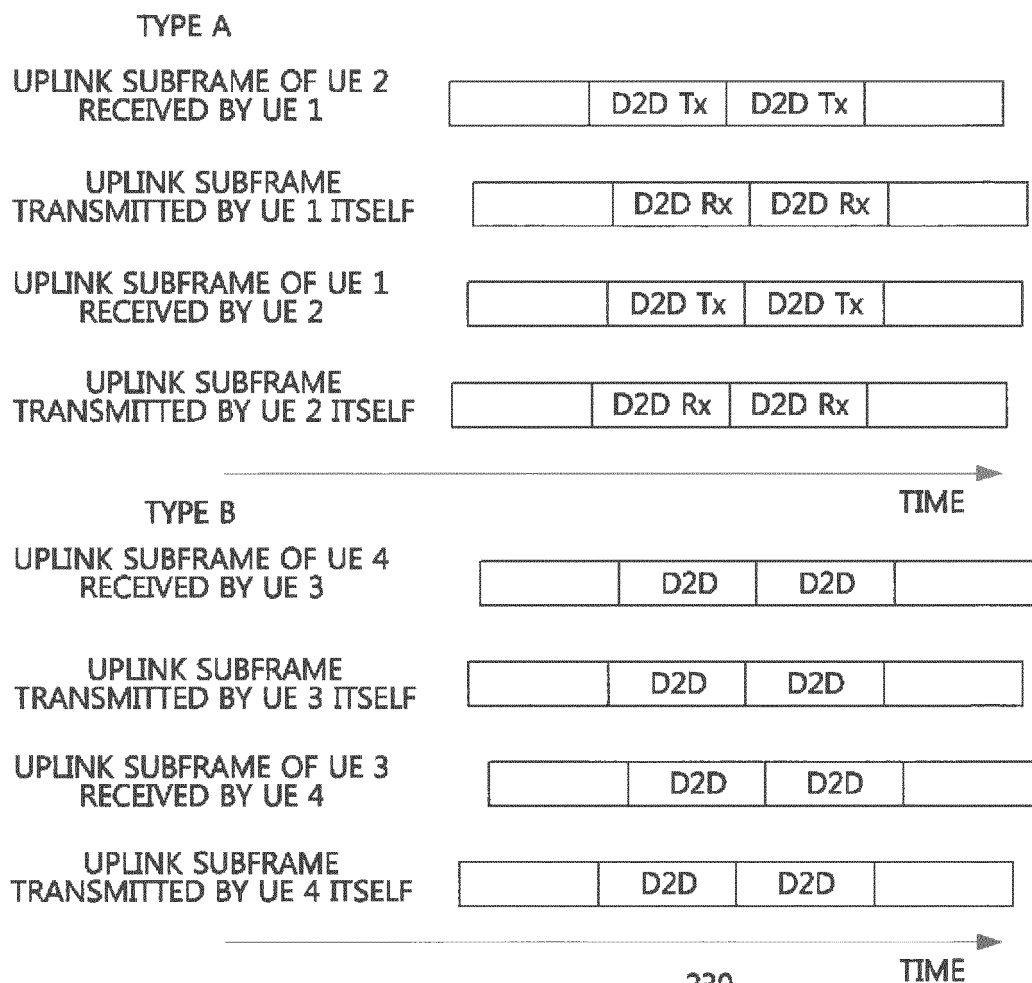 TYPE A
UPLINK SUBFRAME OF UE 2
RECEIVED BY UE 1
D2D Tx D2D Tx
UPLINK SUBFRAME
TRANSMITTED BY UE 1 ITSELF
D2D Rx D2D Rx
UPLINK SUBFRAME OF UE 1
RECEIVED BY UE 2
D2D Tx D2D Tx
UPLINK SUBFRAME
TRANSMITTED BY UE 2 ITSELF
D2D Rx D2D Rx
TIME
TYPE B
UPLINK SUBFRAME OF UE 4
RECEIVED BY UE 3
D2D D2D
UPLINK SUBFRAME
TRANSMITTED BY UE 3 ITSELF
D2D D2D
UPLINK SUBFRAME OF UE 3
RECEIVED BY UE 4
D2D D2D
UPLINK SUBFRAME
TRANSMITTED BY UE 4 ITSELF
D2D D2D
TIME